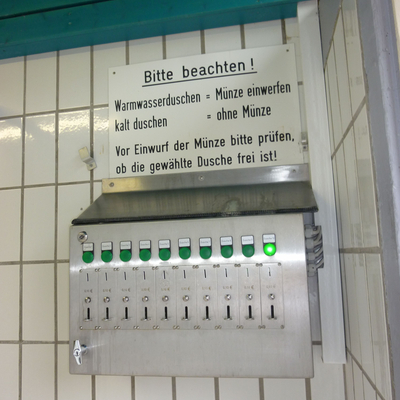 Bitte beachten!
Warmwasserduschen = Münze einwerfen
kalt duschen = ohne Münze
Vor Einwurf der Münze bitte prüfen,
ob die gewählte Dusche frei ist!